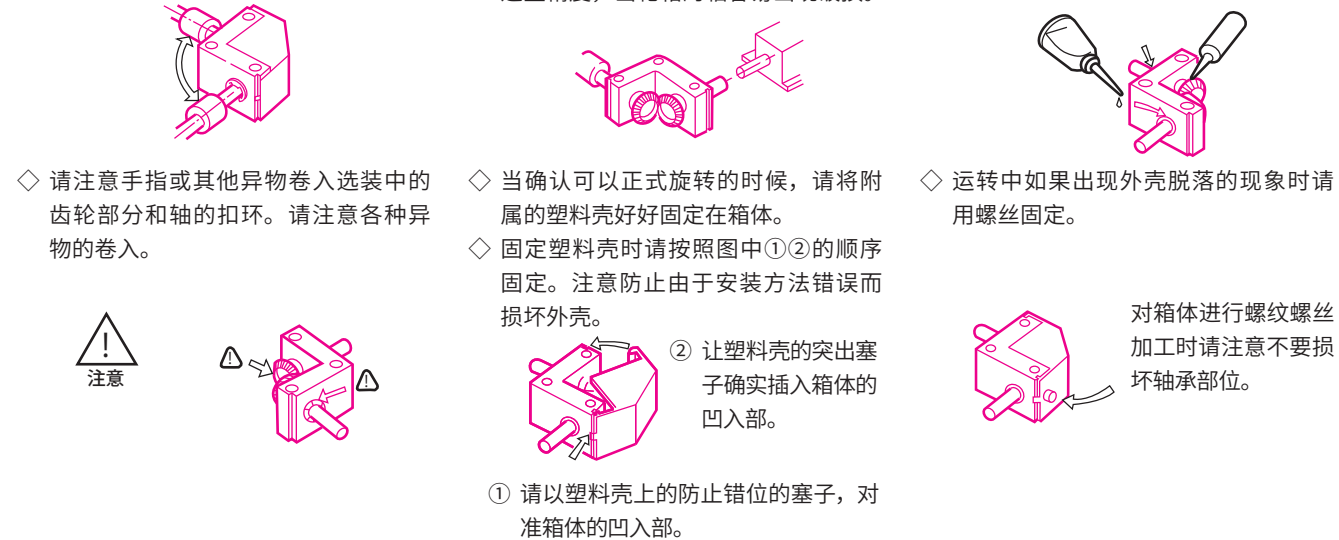 ◇ 请注意手指或其他异物卷入选装中的
齿轮部分和轴的扣环。请注意各种异
物的卷入。
注意
◇ 当确认可以正式旋转的时候，请将附
属的塑料壳好好固定在箱体。
◇ 固定塑料壳时请按照图中①②的顺序
固定。注意防止由于安装方法错误而
损坏外壳。
② 让塑料壳的突出塞
子确实插入箱体的
凹入部。
① 请以塑料壳上的防止错位的塞子，对
准箱体的凹入部。
◇ 运转中如果出现外壳脱落的现象时请
用螺丝固定。
对箱体进行螺纹螺丝
加工时请注意不要损
坏轴承部位。